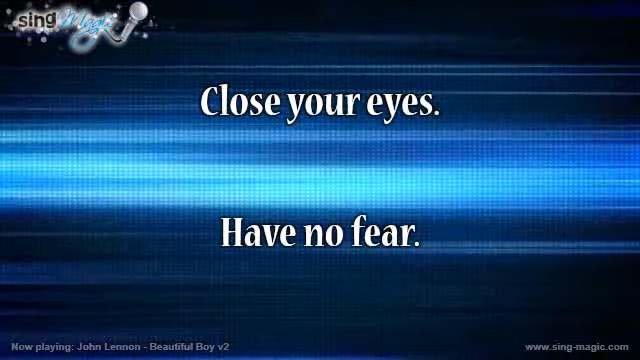 sing
Magic
Close your eyes.
Have no fear.
Now playing: John Lennon - Beautiful Boy v2
www.sing-magic.com